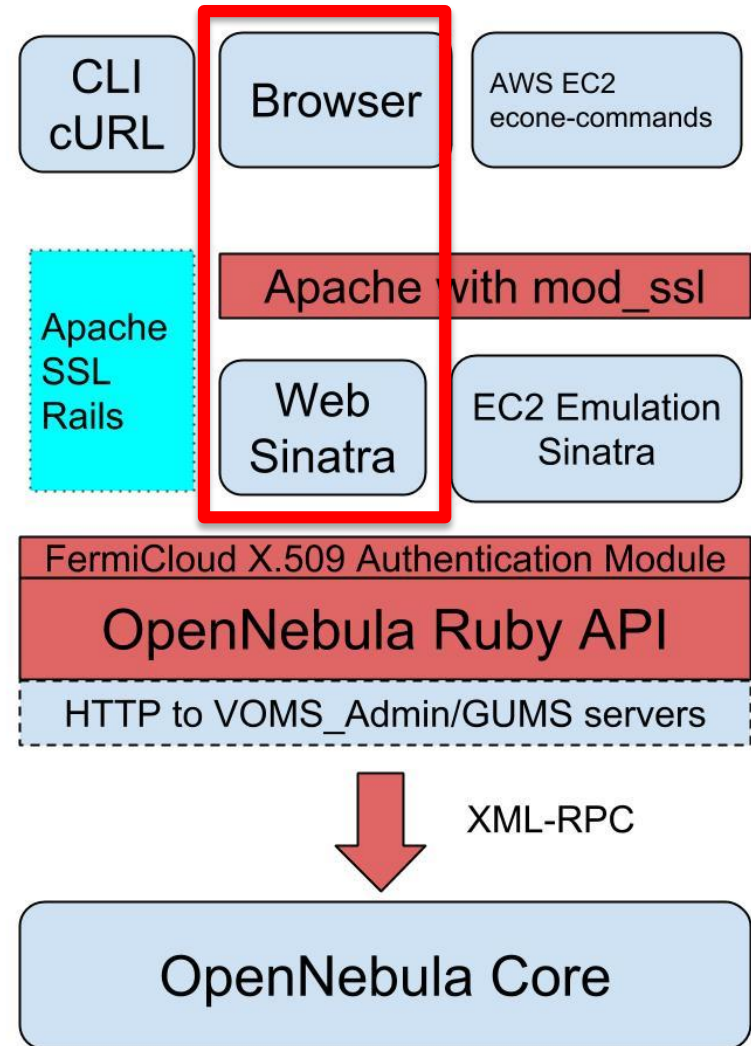 CLI
cURL
Browser
AWS EC2
econe-commands
Apache with mod_ssl
Apache
SSL
Rails
Web
Sinatra
EC2 Emulation
Sinatra
FermiCloud X.509 Authentication Module
OpenNebula Ruby API
HTTP to VOMS_Admin/GUMS servers
XML-RPC
OpenNebula Core